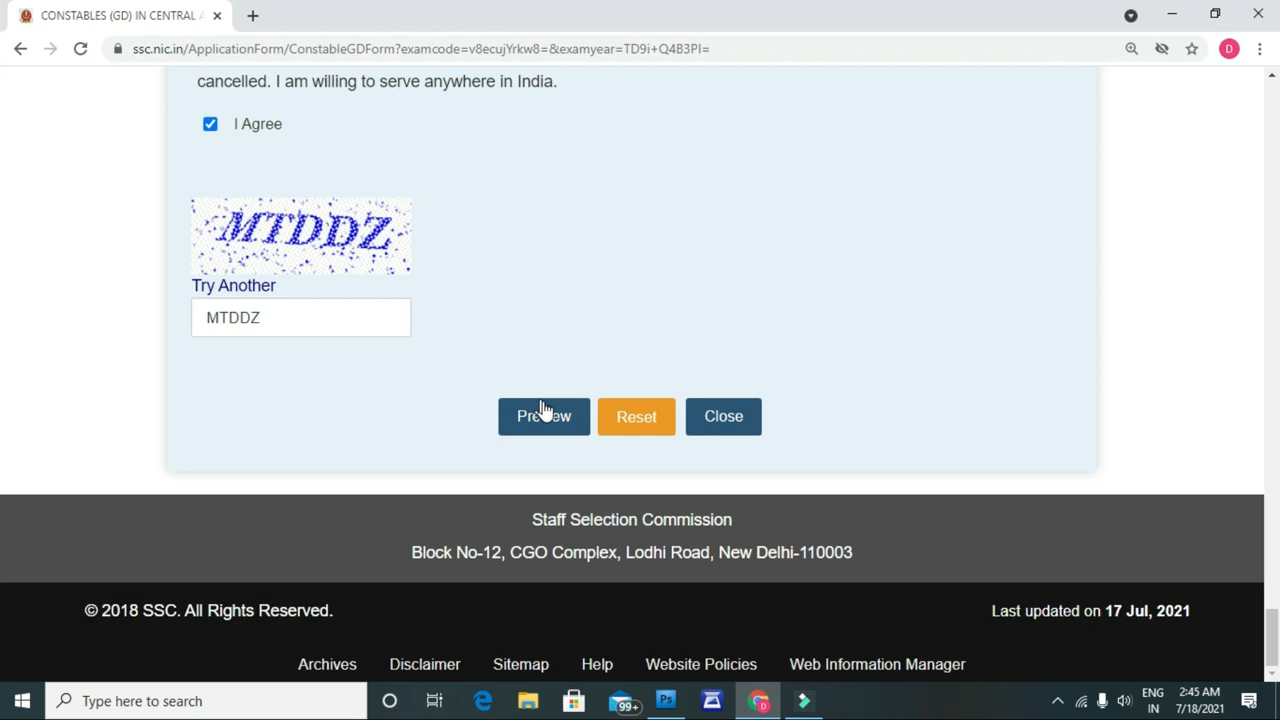 CONSTABLES (GD) IN CENTRAL
ssc.nic.in/ApplicationForm/ConstableGDForm?examcode=v8ecujYrkw8=&examyear=TD9i+Q4B3PI=
D
cancelled. I am willing to serve anywhere in India.
I Agree
MTDDZ
Try Another
MTDDZ
Preview Reset Close
Staff Selection Commission
Block No-12, CGO Complex, Lodhi Road, New Delhi-110003
© 2018 SSC. All Rights Reserved.
Last updated on 17 Jul, 2021
Archives Disclaimer Sitemap Help Website Policies Web Information Manager
Type here to search
99+
Ps
D
ENG
IN
2:45 AM
7/18/2021